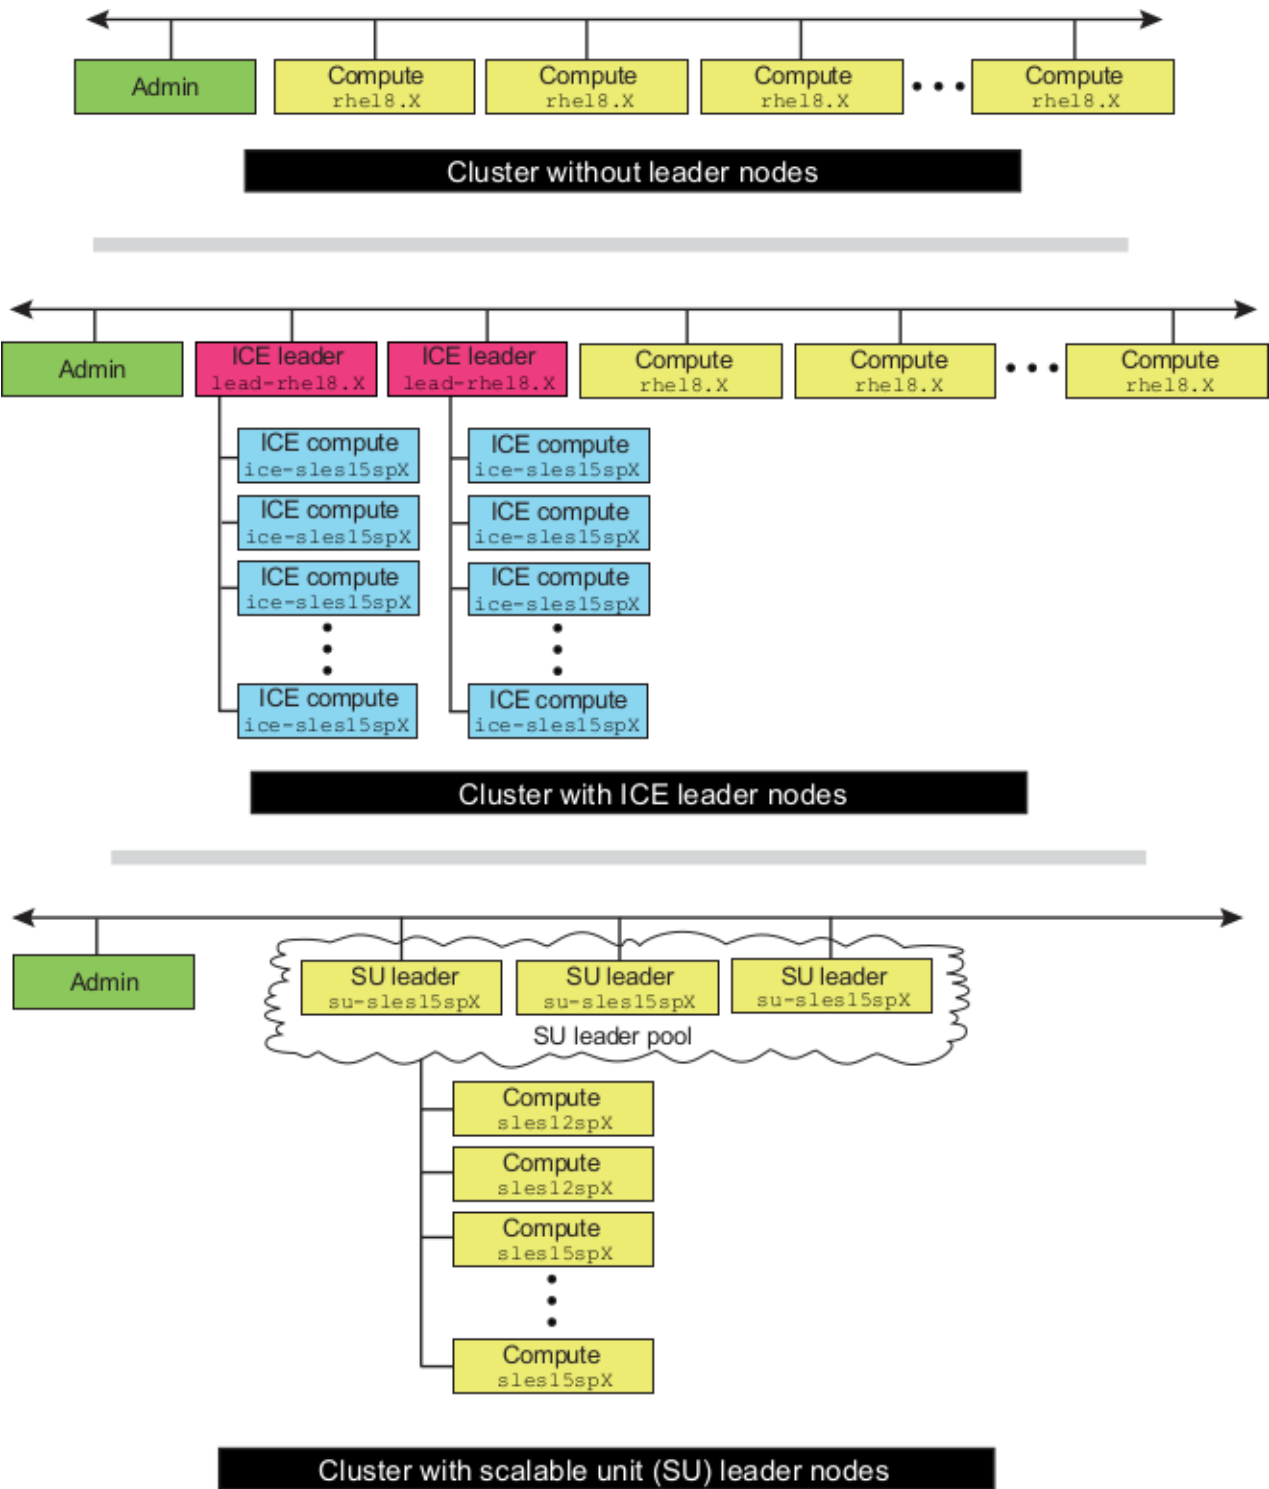 Admin
Compute
rhel8.X
Compute
rhel8.X
Compute
rhel8.X
Compute
rhel8.X
Cluster without leader nodes
Admin
ICE leader
lead-rhel8.X
ICE leader
lead-rhel8.X
Compute
rhel8.X
Compute
rhel8.X
Compute
rhel8.X
ICE compute
ice-sles15spX
ICE compute
ice-sles15spX
ICE compute
ice-sles15spX
ICE compute
ice-sles15spX
ICE compute
ice-sles15spX
ICE compute
ice-sles15spX
ICE compute
ice-sles15spX
ICE compute
ice-sles15spX
Cluster with ICE leader nodes
Admin
SU leader
su-sles15spX
SU leader
su-sles15spX
SU leader
su-sles15spX
SU leader pool
Compute
sles12spX
Compute
sles12spX
Compute
sles15spX
Compute
sles15spX
Cluster with scalable unit (SU) leader nodes